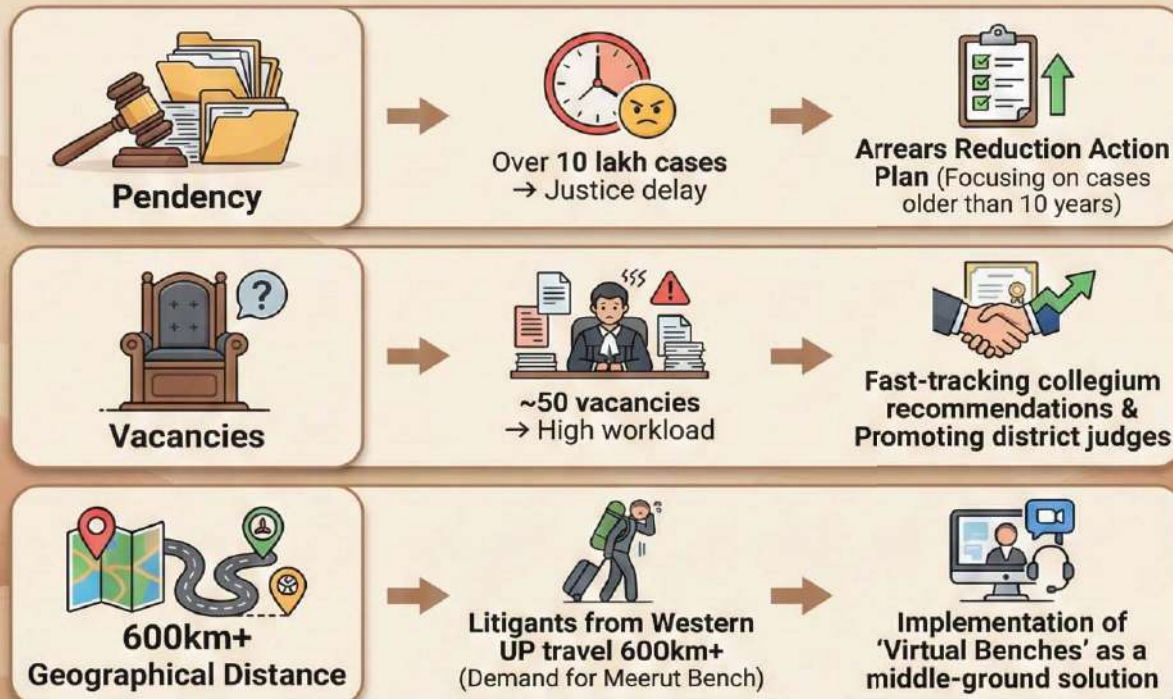 Pendency
Over 10 lakh cases
→ Justice delay
Arrears Reduction Action
Plan (Focusing on cases
older than 10 years)
?
Vacancies
~50 vacancies
→ High workload
Fast-tracking collegium
recommendations &
Promoting district judges
600km+
Geographical Distance
Litigants from Western
UP travel 600km+
(Demand for Meerut Bench)
Implementation of
‘Virtual Benches’ as a
middle-ground solution